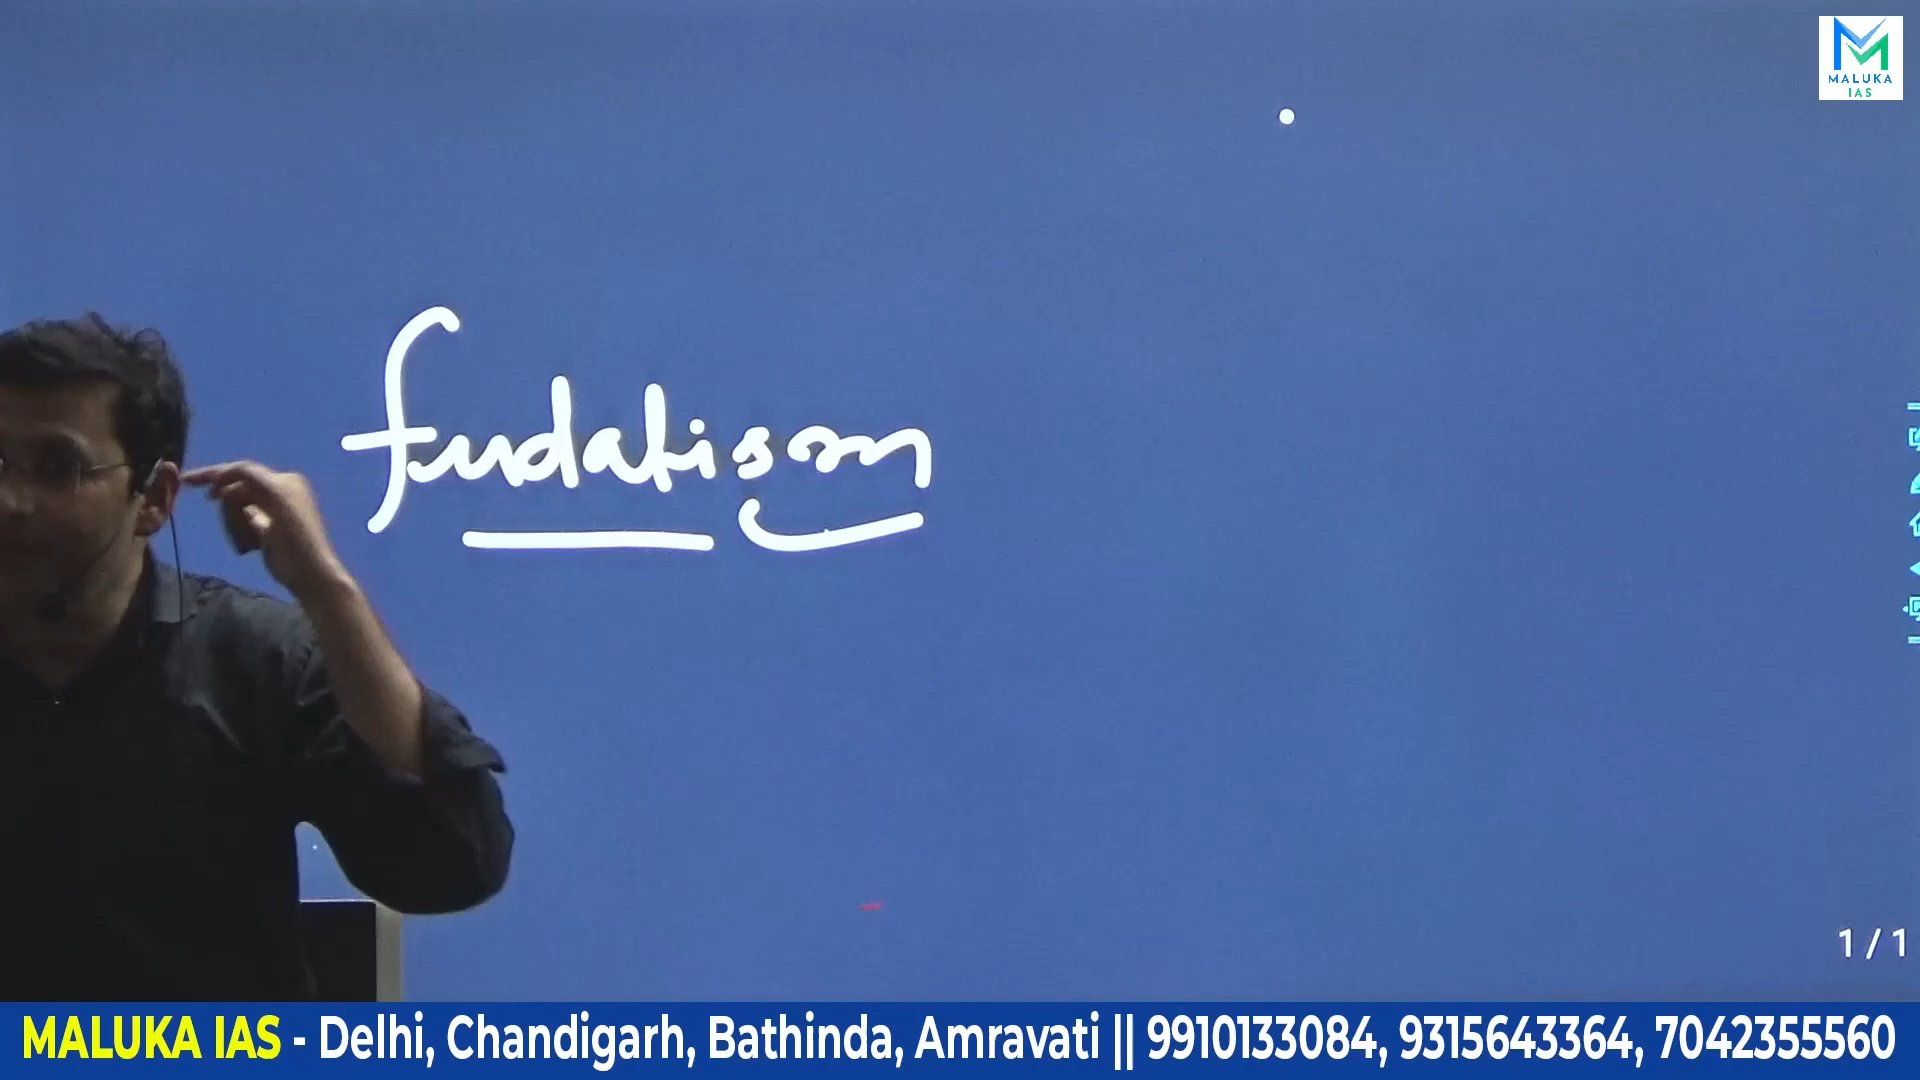 MALUKA
IAS
fudalism
1 / 1
MALUKA IAS - Delhi, Chandigarh, Bathinda, Amravati || 9910133084, 9315643364, 7042355560